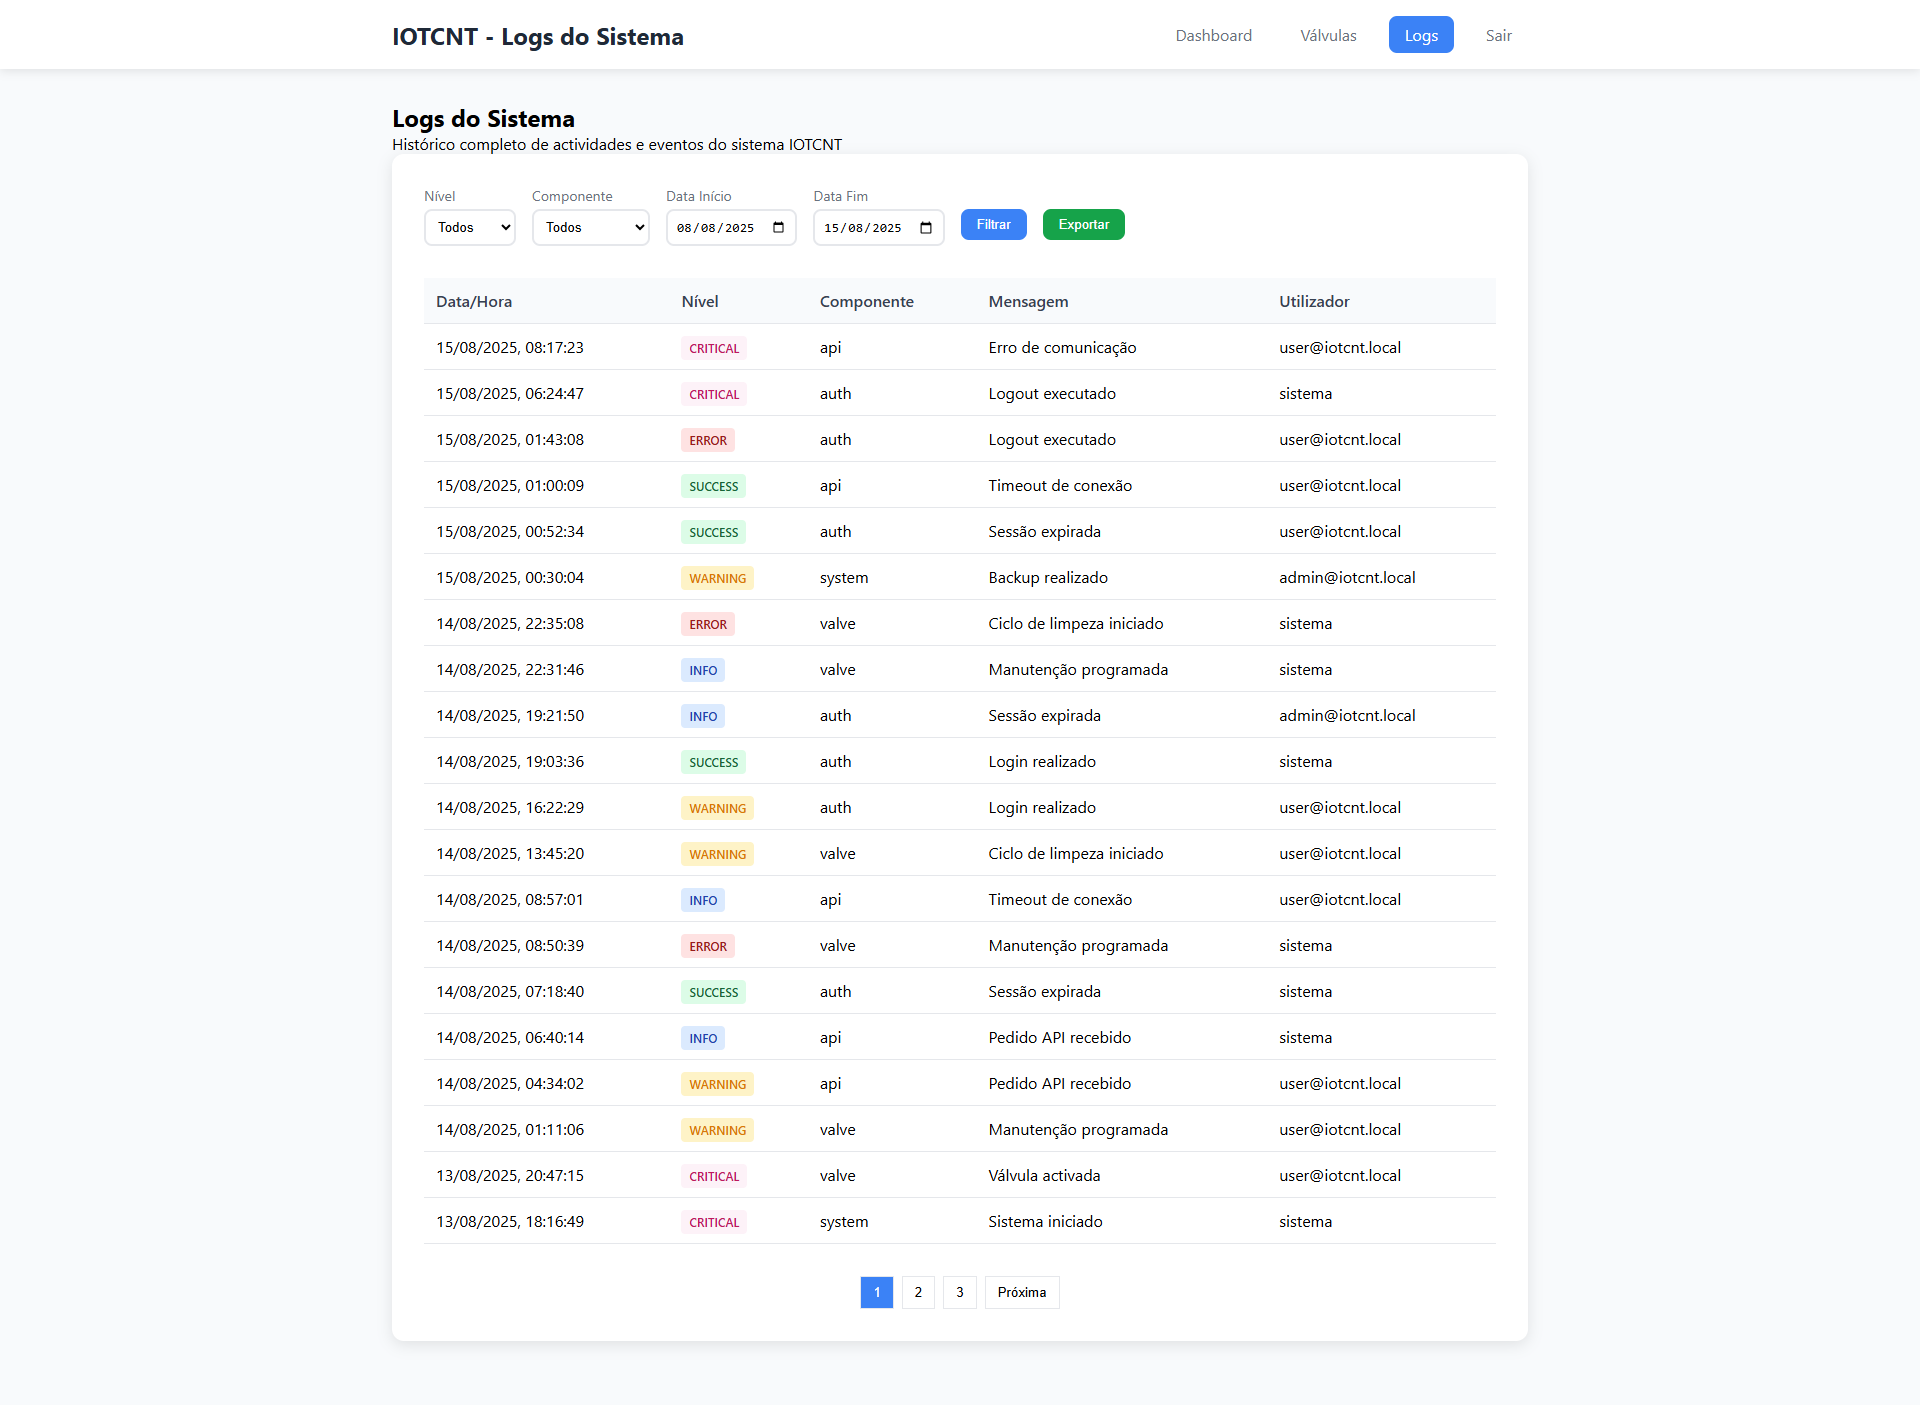 IOTCNT - Logs do Sistema
Dashboard Válvulas Logs Sair
Logs do Sistema
Histórico completo de actividades e eventos do sistema IOTCNT
Nível Componente Data Início Data Fim
Todos Todos 08/08/2025 15/08/2025 Filtrar Exportar
Data/Hora Nível Componente Mensagem Utilizador
15/08/2025, 08:17:23 CRITICAL api Erro de comunicação user@iotcnt.local
15/08/2025, 06:24:47 CRITICAL auth Logout executado sistema
15/08/2025, 01:43:08 ERROR auth Logout executado user@iotcnt.local
15/08/2025, 01:00:09 SUCCESS api Timeout de conexão user@iotcnt.local
15/08/2025, 00:52:34 SUCCESS auth Sessão expirada user@iotcnt.local
15/08/2025, 00:30:04 WARNING system Backup realizado admin@iotcnt.local
14/08/2025, 22:35:08 ERROR valve Ciclo de limpeza iniciado sistema
14/08/2025, 22:31:46 INFO valve Manutenção programada sistema
14/08/2025, 19:21:50 INFO auth Sessão expirada admin@iotcnt.local
14/08/2025, 19:03:36 SUCCESS auth Login realizado sistema
14/08/2025, 16:22:29 WARNING auth Login realizado user@iotcnt.local
14/08/2025, 13:45:20 WARNING valve Ciclo de limpeza iniciado user@iotcnt.local
14/08/2025, 08:57:01 INFO api Timeout de conexão user@iotcnt.local
14/08/2025, 08:50:39 ERROR valve Manutenção programada sistema
14/08/2025, 07:18:40 SUCCESS auth Sessão expirada sistema
14/08/2025, 06:40:14 INFO api Pedido API recebido sistema
14/08/2025, 04:34:02 WARNING api Pedido API recebido user@iotcnt.local
14/08/2025, 01:11:06 WARNING valve Manutenção programada user@iotcnt.local
13/08/2025, 20:47:15 CRITICAL valve Válvula activada user@iotcnt.local
13/08/2025, 18:16:49 CRITICAL system Sistema iniciado sistema
1 2 3 Próxima